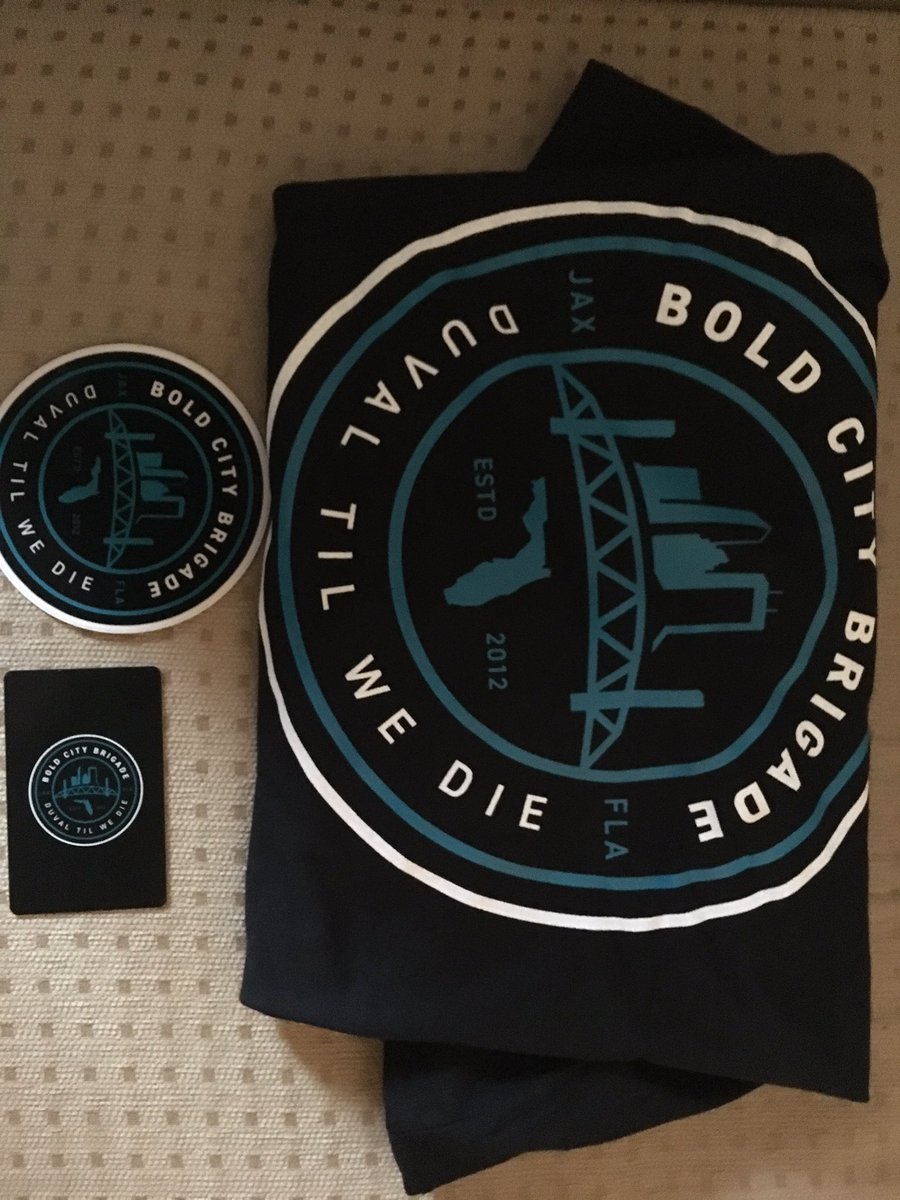 BOLD CITY BRIGADE
JAX
FLA
ESTD 2012
DUVAL TIL WE DIE
BOLD CITY BRIGADE
JAX
FLA
ESTD 2012
DUVAL TIL WE DIE
BOLD CITY BRIGADE
DUVAL TIL WE DIE